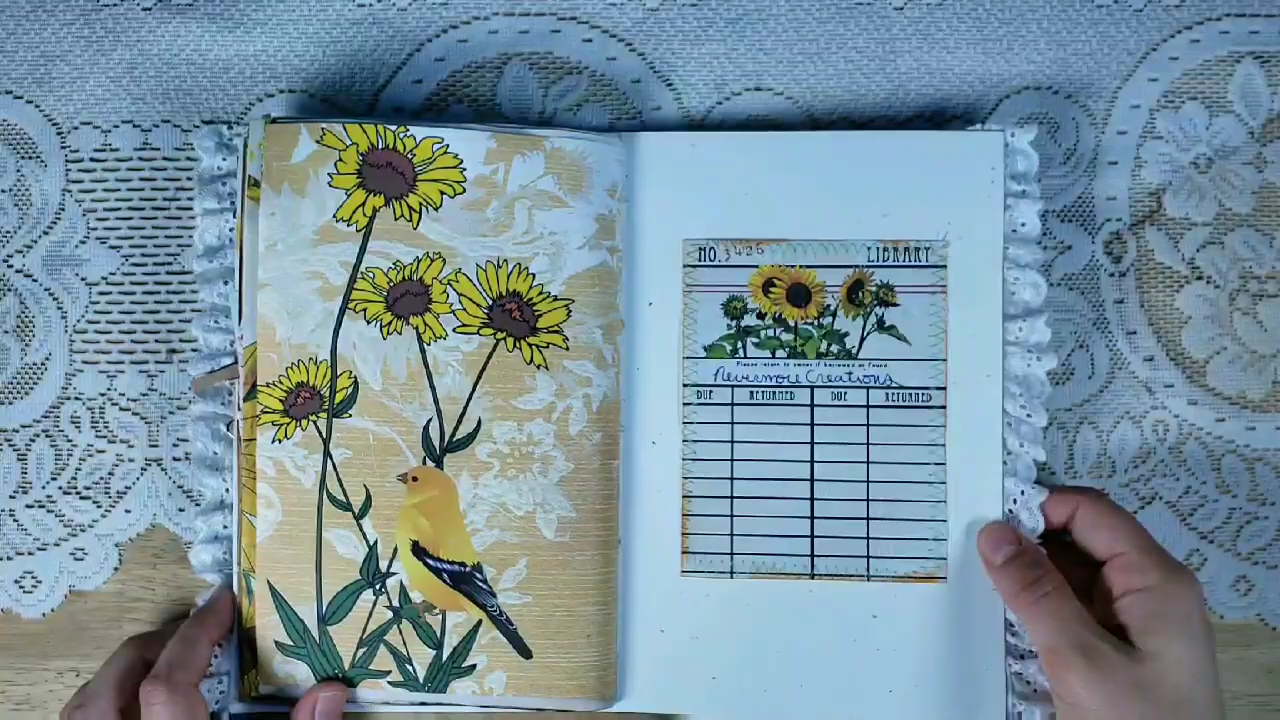 NO. 3426 LIBRARY
Please return to owner if borrowed or found
Nevermore Creations
DUE RETURNED DUE RETURNED